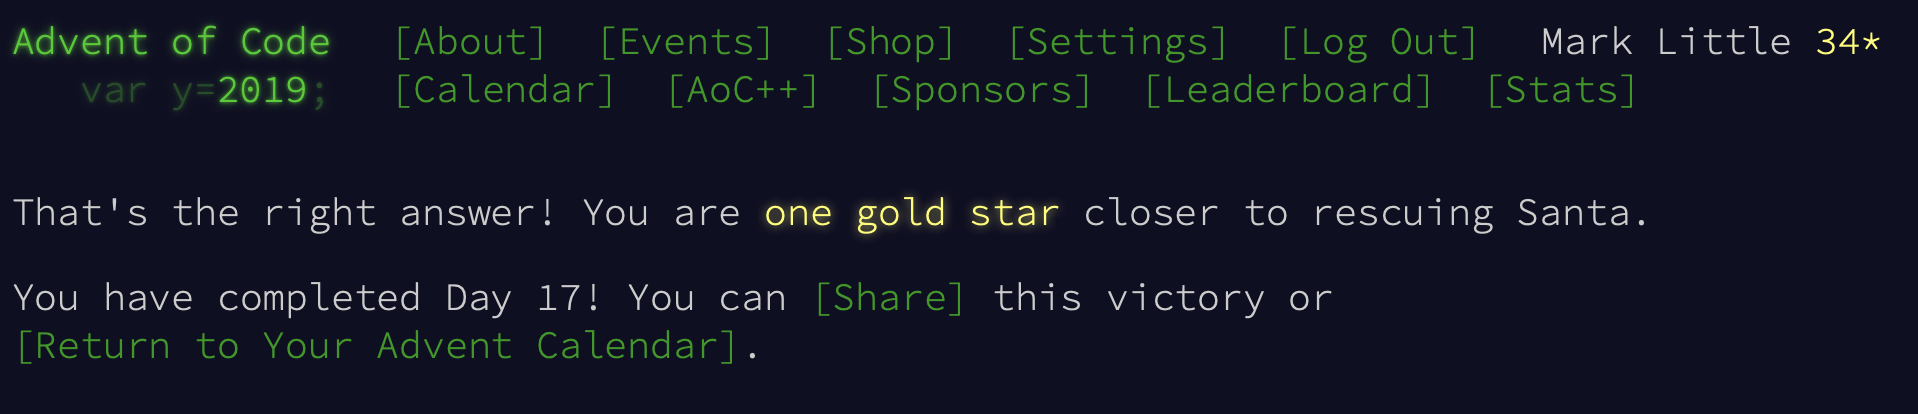 Advent of Code [About] [Events] [Shop] [Settings] [Log Out] Mark Little 34*
var y=2019; [Calendar] [AoC++] [Sponsors] [Leaderboard] [Stats]
That's the right answer! You are one gold star closer to rescuing Santa.
You have completed Day 17! You can [Share] this victory or
[Return to Your Advent Calendar].